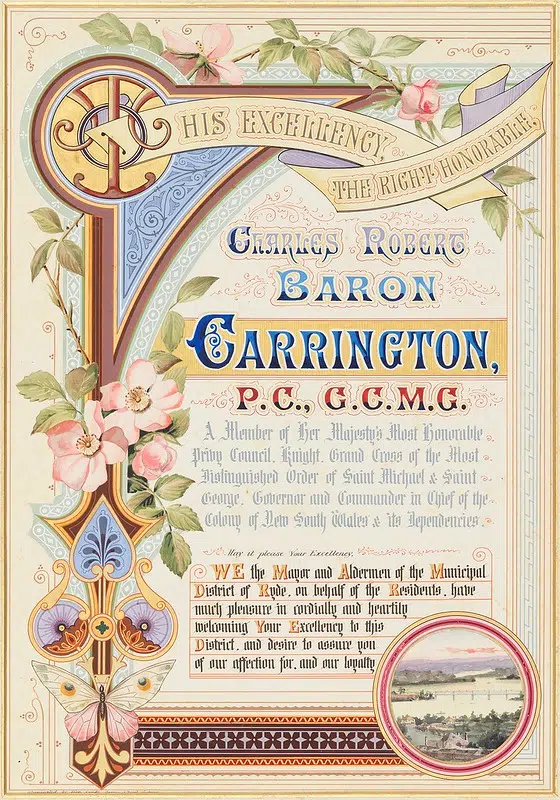 TO
HIS EXCELLENCY,
THE RIGHT HONORABLE,
CHARLES ROBERT
BARON
CARRINGTON,
P.C., G.C.M.G.
A Member of Her Majesty's Most Honorable
Privy Council, Knight Grand Cross of the Most
Distinguished Order of Saint Michael & Saint
George, Governor and Commander in Chief of the
Colony of New South Wales & its Dependencies.
May it please Your Excellency,
WE the Mayor and Aldermen of the Municipal
District of Ryde, on behalf of the Residents, have
much pleasure in cordially and heartily
welcoming Your Excellency to this
District, and desire to assure you
of our affection for, and our loyalty